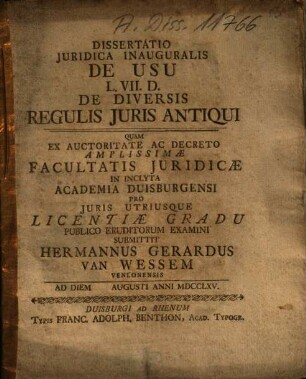 A. Diss. 11766
DISSERTATIO
JURIDICA INAUGURALIS
DE USU
L. VII. D.
DE DIVERSIS
REGULIS JURIS ANTIQUI
QUAM
EX AUCTORITATE AC DECRETO
AMPLISSIMÆ
FACULTATIS JURIDICÆ
IN INCLYTA
ACADEMIA DUISBURGENSI
PRO
JURIS UTRIUSQUE
LICENTIÆ GRADU
PUBLICO ERUDITORUM EXAMINI
SUBMITTIT
HERMANNUS GERARDUS
VAN WESSEM
VENLONENSIS
AD DIEM AUGUSTI ANNI MDCCLXV.
DUISBURGI AD RHENUM
TYPIS FRANC. ADOLPH, BENTHON, ACAD. TYPOGR.